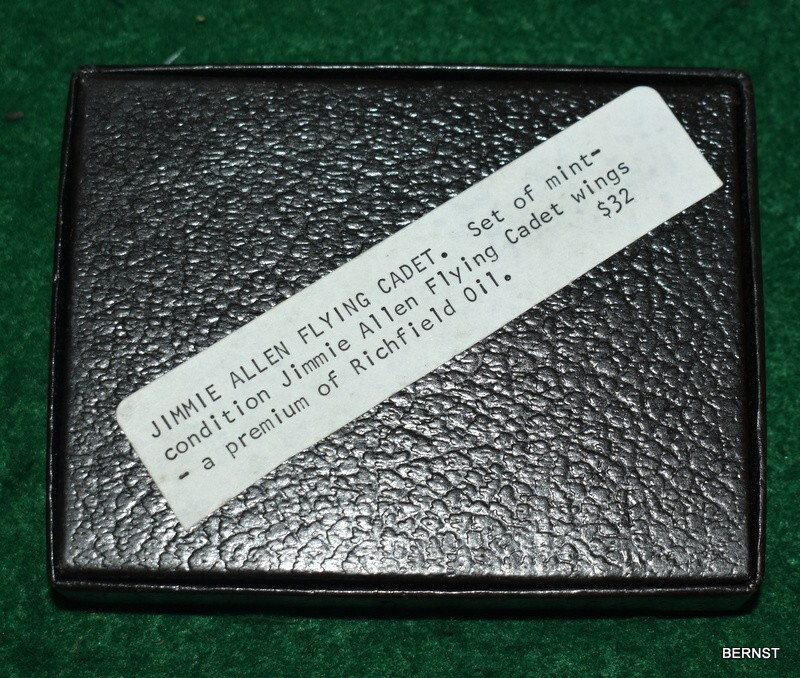 JIMMIE ALLEN FLYING CADET. Set of mint-
condition Jimmie Allen Flying Cadet wings
- a premium of Richfield Oil. $32
BERNST